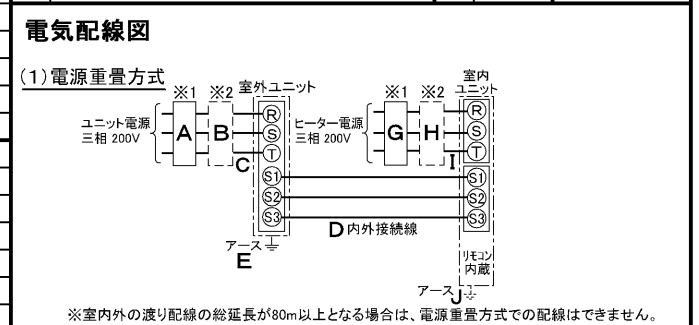 電気配線図
(1)電源重畳方式
※1 ※2 室外ユニット
ユニット電源
三相 200V
A B
R
S
T
C
S1
S2
S3
アース
E
※1 ※2
室内
ユニット
ヒーター電源
三相 200V
G H
R
S
T
I
S1
S2
S3
D 内外接続線
リモコン
内蔵
アース J
※室内外の渡り配線の総延長が80m以上となる場合は、電源重畳方式での配線はできません。